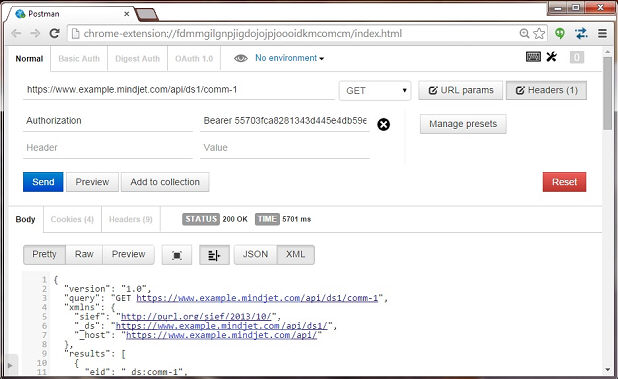 Postman
chrome-extension://fdmmgilgnpjigdojojpjoooidkmcomcm/index.html
Normal Basic Auth Digest Auth OAuth 1.0 No environment 0
https://www.example.mindjet.com/api/ds1/comm-1 GET URL params Headers (1)
Authorization Bearer 55703fca8281343d445e4db59e
Manage presets
Header Value
Send Preview Add to collection Reset
Body Cookies (4) Headers (9) STATUS 200 OK TIME 5701 ms
Pretty Raw Preview JSON XML
1 {
2 "version": "1.0",
3 "query": "GET https://www.example.mindjet.com/api/ds1/comm-1",
4 "xmlns": {
5 "sief": "http://ourl.org/sief/2013/10/",
6 "_ds": "https://www.example.mindjet.com/api/ds1/",
7 "_host": "https://www.example.mindjet.com/api/"
8 },
9 "results": [
10 {
11 "eid": "_ds:comm-1",